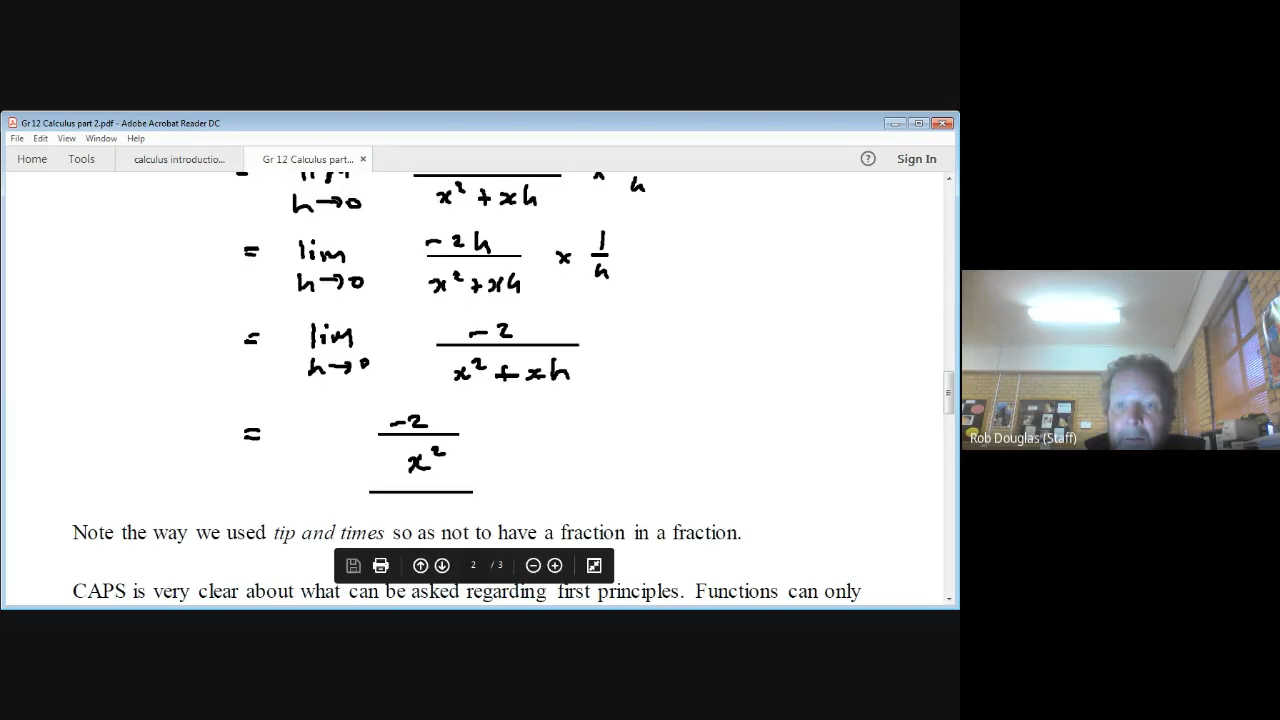 Gr 12 Calculus part 2.pdf - Adobe Acrobat Reader DC
File Edit View Window Help
Home Tools calculus introductio... Gr 12 Calculus part... × ? Sign In
= lim x² + xh × h
h→0
= lim -2h / x² + xh × 1/h
h→0
= lim -2 / x² + xh
h→0
= -2 / x²
Rob Douglas (Staff)
Note the way we used tip and times so as not to have a fraction in a fraction.
2 / 3
CAPS is very clear about what can be asked regarding first principles. Functions can only